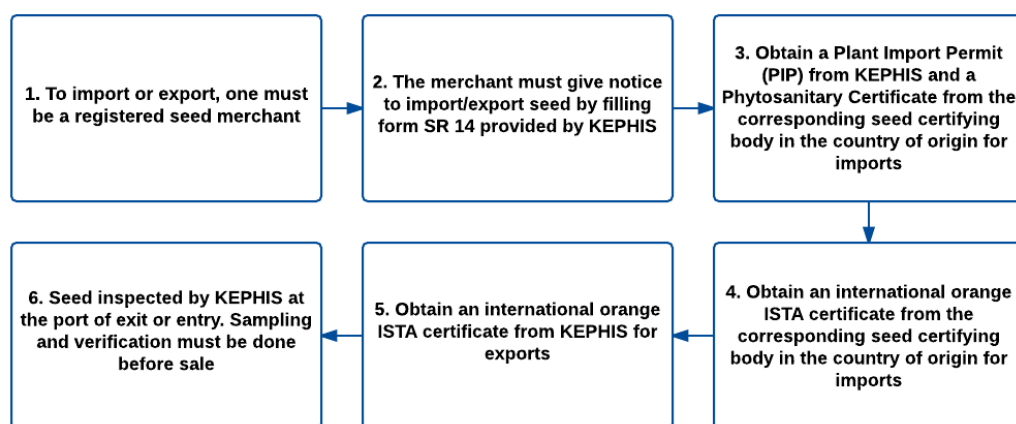 1. To import or export, one must
be a registered seed merchant
2. The merchant must give notice
to import/export seed by filling
form SR 14 provided by KEPHIS
3. Obtain a Plant Import Permit
(PIP) from KEPHIS and a
Phytosanitary Certificate from the
corresponding seed certifying
body in the country of origin for
imports
4. Obtain an international orange
ISTA certificate from the
corresponding seed certifying
body in the country of origin for
imports
5. Obtain an international orange
ISTA certificate from KEPHIS for
exports
6. Seed inspected by KEPHIS at
the port of exit or entry. Sampling
and verification must be done
before sale